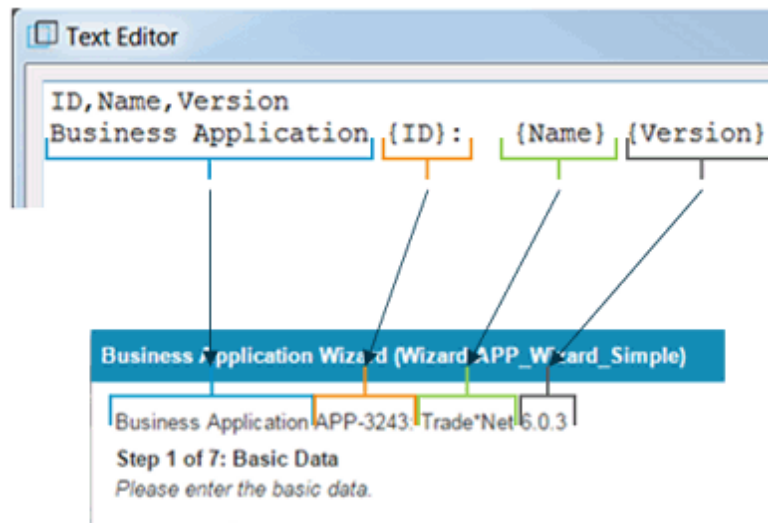 Text Editor
ID,Name,Version
Business Application {ID}: {Name} {Version}
Business Application Wizard (Wizard APP_Wizard_Simple)
Business Application APP-3243: Trade*Net 6.0.3
Step 1 of 7: Basic Data
Please enter the basic data.